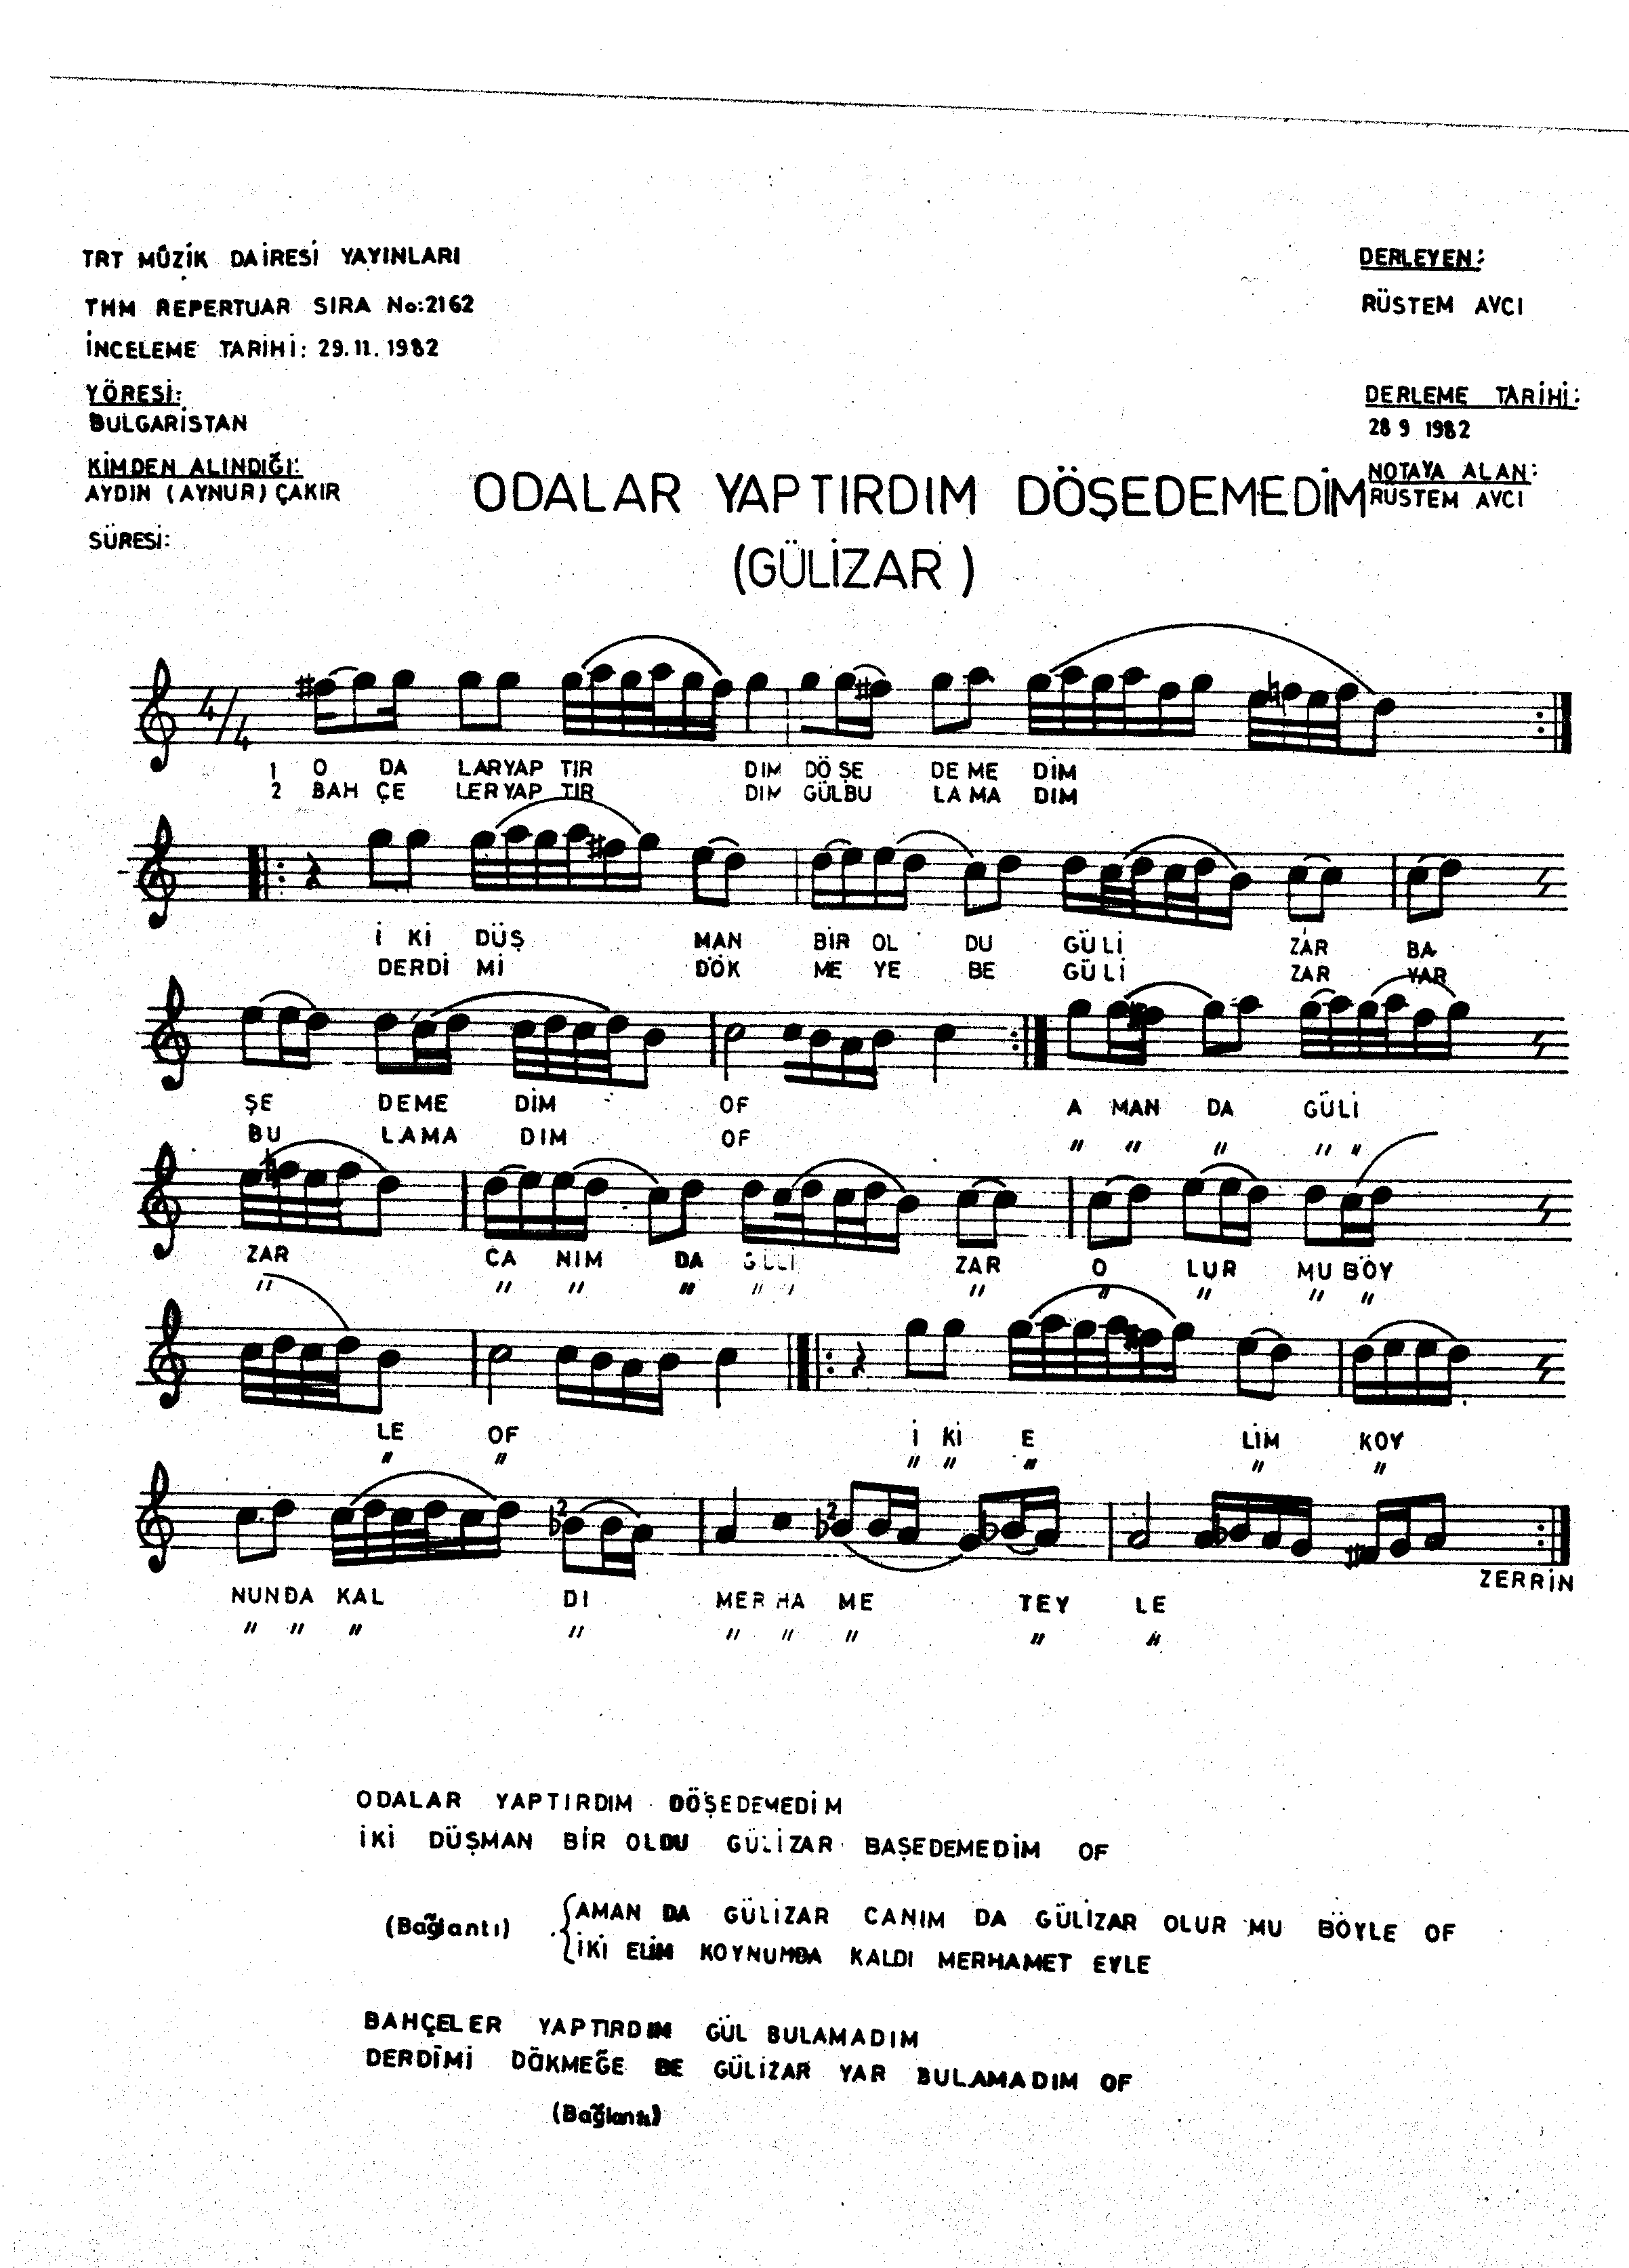 TRT MÜZİK DAİRESİ YAYINLARI
THM REPERTUAR SIRA No:2162
İNCELEME TARİHİ: 29.11.1982
YÖRESİ:
BULGARİSTAN
KİMDEN ALINDIĞI:
AYDIN (AYNUR) ÇAKIR
SÜRESİ:
DERLEYEN:
RÜSTEM AVCI
DERLEME TARİHİ:
28 9 1982
NOTAYA ALAN:
RÜSTEM AVCI
ODALAR YAPTIRDIM DÖŞEDEMEDİM
(GÜLİZAR)
4/4
1 O DA LAR YAP TIR DIM DÖ ŞE DE ME DİM
2 BAH ÇE LER YAP TIR DIM GÜL BU LA MA DIM
İ Kİ DÜŞ MAN BİR OL DU GÜ Lİ ZAR BA
DERDİ Mİ DÖK ME YE BE GÜ Lİ ZAR YAR
ŞE DEME DİM OF A MAN DA GÜLİ
BU LAMA DIM OF " " " " "
ZAR CA NIM DA GÜLİ ZAR O LUR MU BÖY
" " " " " " " " " " "
LE OF İ Kİ E LİM KOY
" " " " " " "
NUNDA KAL DI MER HA ME TEY LE
" " " " " " " " "
ZERRİN
ODALAR YAPTIRDIM DÖŞEDEMEDİM
İKİ DÜŞMAN BİR OLDU GÜLİZAR BAŞEDEMEDİM OF
(Bağlantı) {AMAN DA GÜLİZAR CANIM DA GÜLİZAR OLUR MU BÖYLE OF
{İKİ ELİM KOYNUMDA KALDI MERHAMET EYLE
BAHÇELER YAPTIRDIM GÜL BULAMADIM
DERDİMİ DÖKMEĞE BE GÜLİZAR YAR BULAMADIM OF
(Bağlantı)